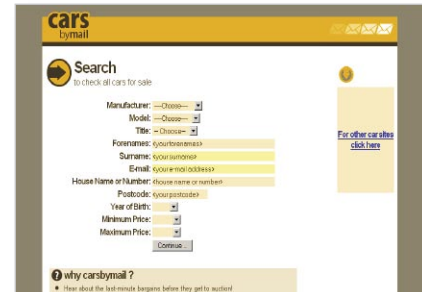 cars
bymail
Search
to check all cars for sale
Manufacturer: ---Choose---
Model: ---Choose---
Title: -- Choose--
Forenames: <your forenames>
Surname: <your surname>
E-mail: <your e-mail address>
House Name or Number: <house name or number>
Postcode: <your postcode>
Year of Birth:
Minimum Price:
Maximum Price:
Continue...
For other car sites
click here
why carsbymail ?
Hear about the last-minute bargains before they get to auction!